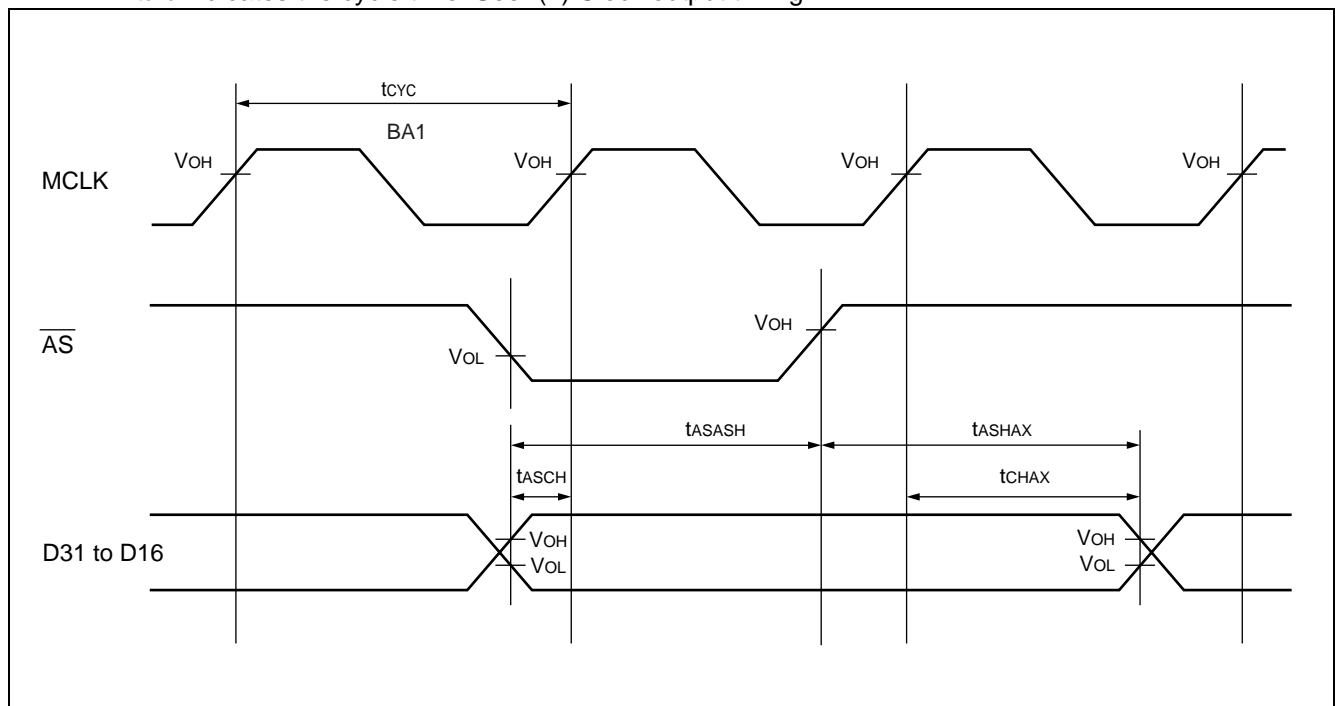 tCYC
BA1
MCLK
VOH
VOH
VOH
VOH
AS
VOL
VOH
tASASH
tASHAX
tASCH
tCHAX
D31 to D16
VOH
VOL
VOH
VOL